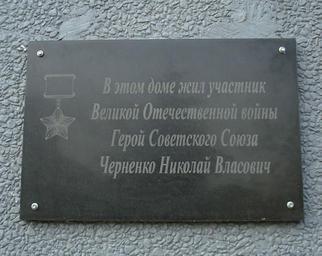 В этом доме жил участник
Великой Отечественной войны
Герой Советского Союза
Черненко Николай Власович